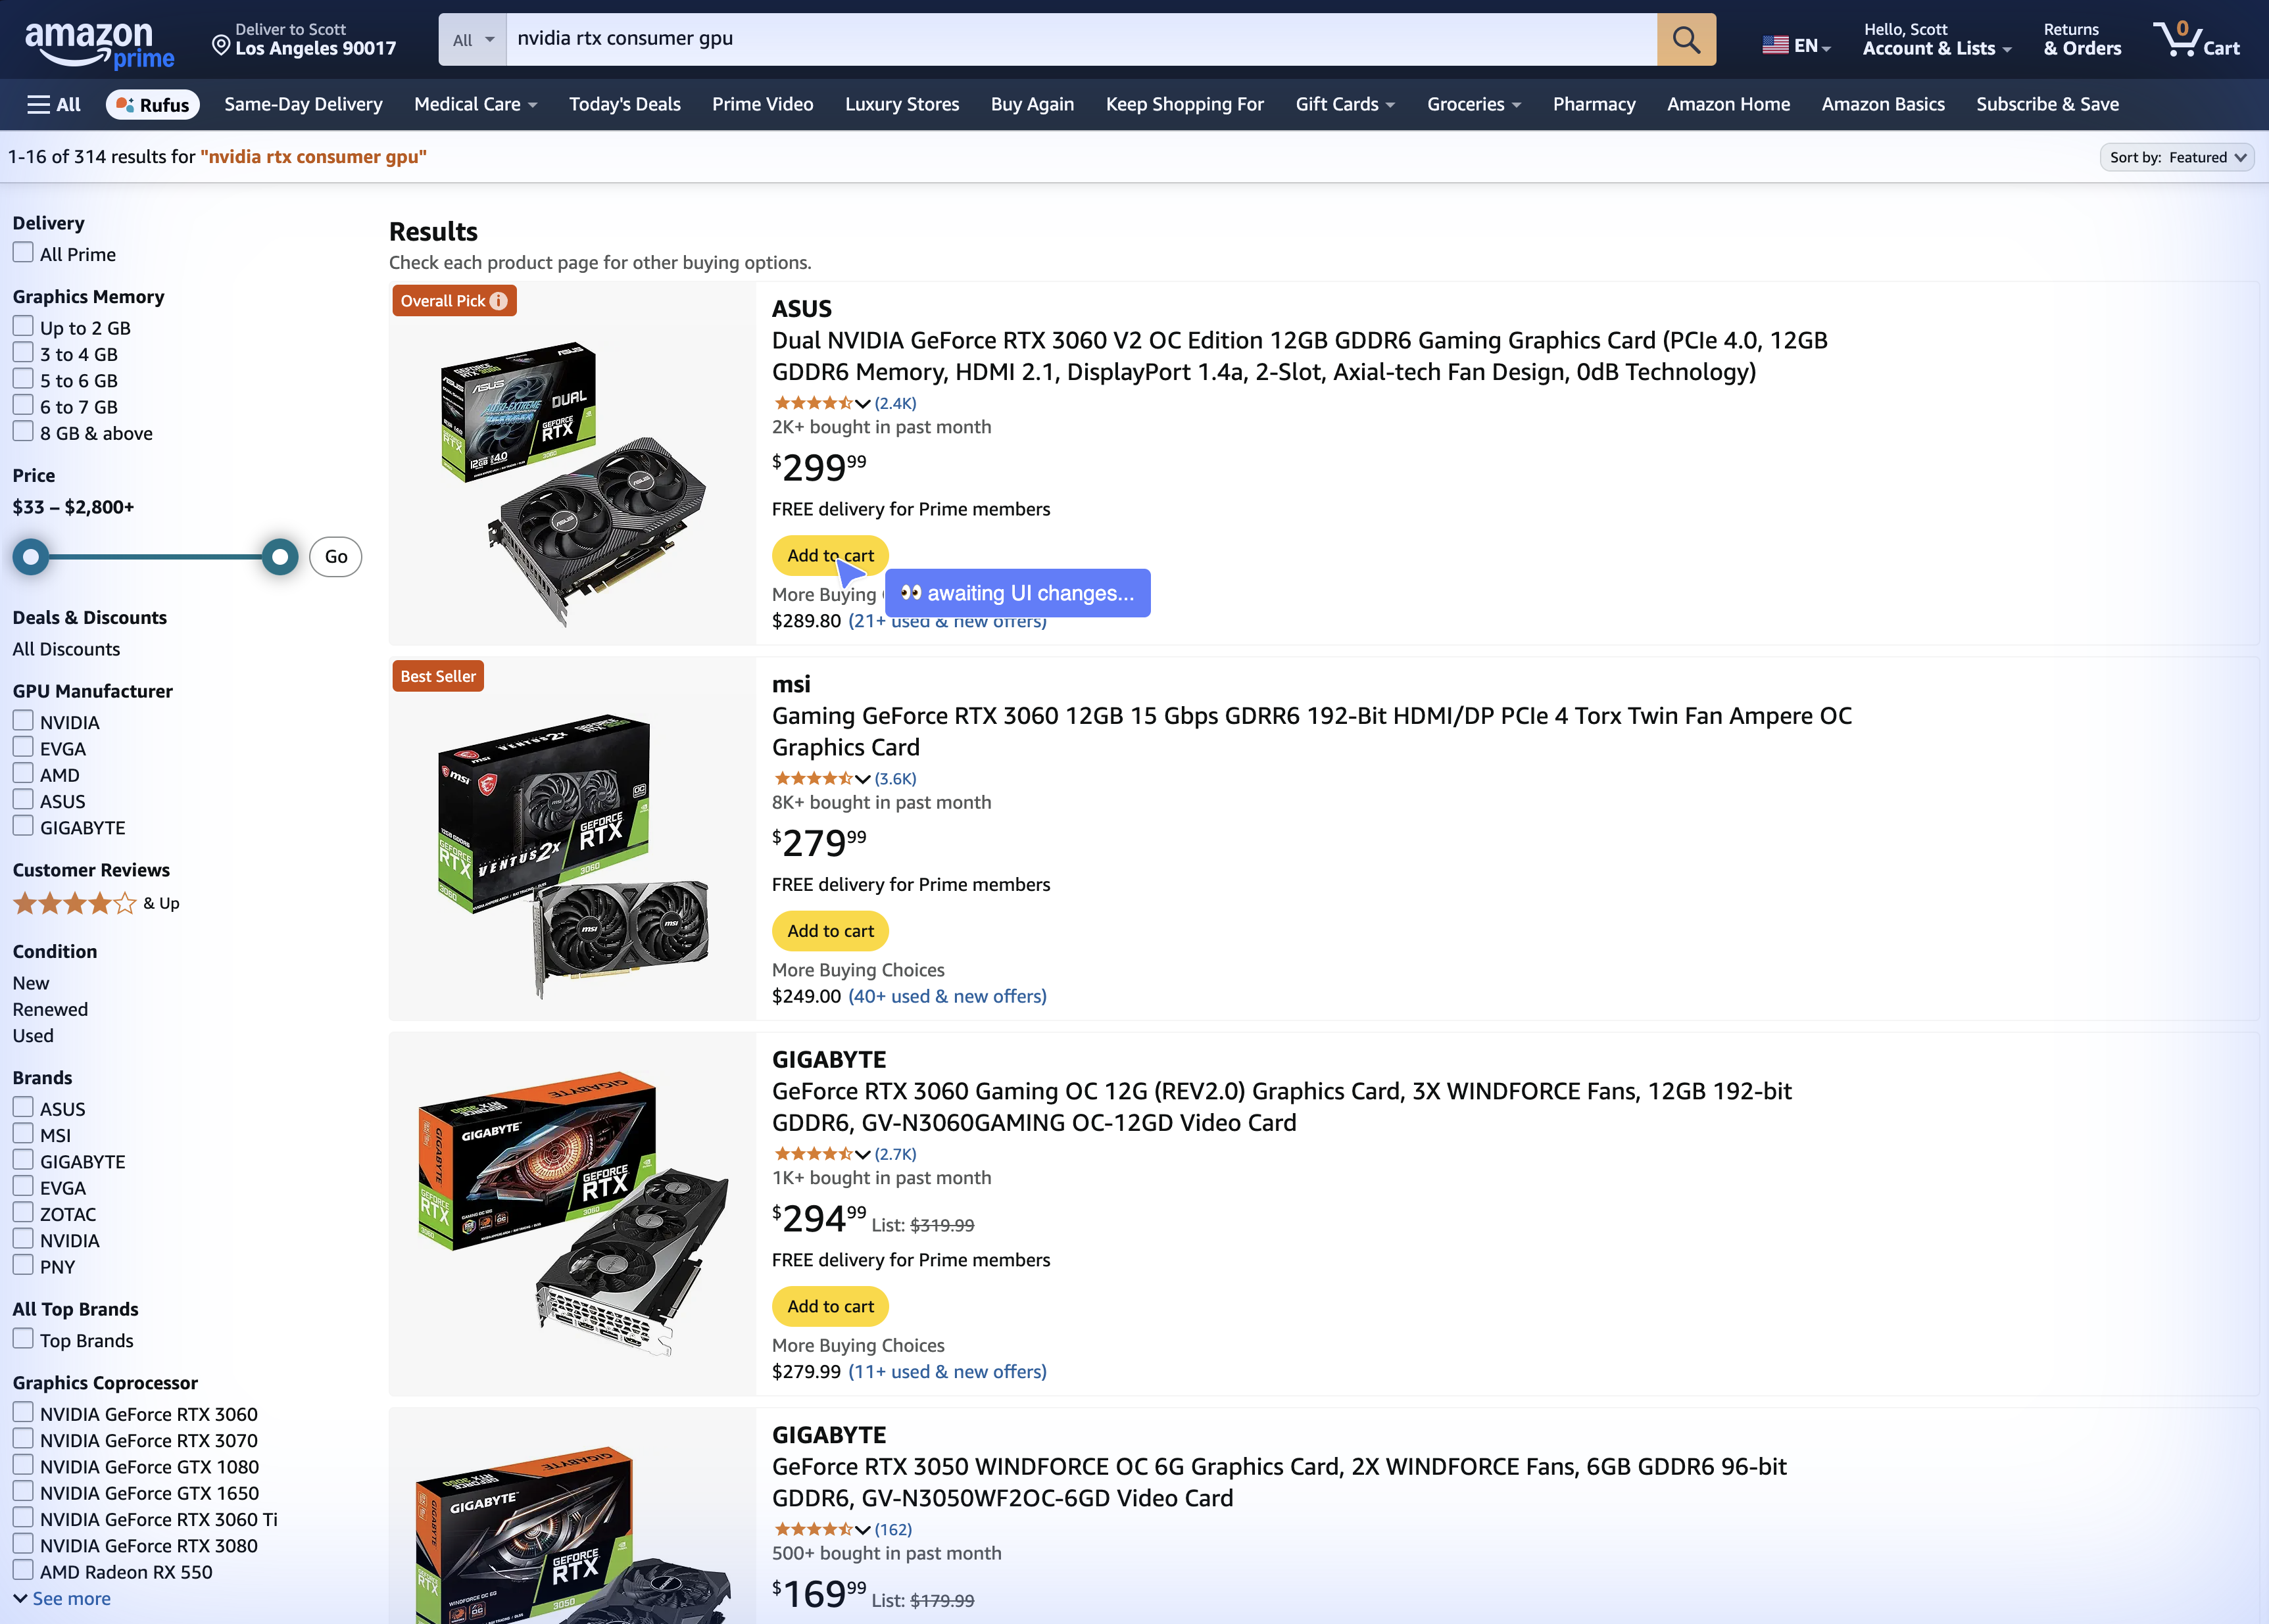 amazon
prime
Deliver to Scott
Los Angeles 90017
All
nvidia rtx consumer gpu
EN
Hello, Scott
Account & Lists
Returns
& Orders
0
Cart
All
Rufus
Same-Day Delivery
Medical Care
Today's Deals
Prime Video
Luxury Stores
Buy Again
Keep Shopping For
Gift Cards
Groceries
Pharmacy
Amazon Home
Amazon Basics
Subscribe & Save
1-16 of 314 results for "nvidia rtx consumer gpu"
Sort by: Featured
Delivery
All Prime
Graphics Memory
Up to 2 GB
3 to 4 GB
5 to 6 GB
6 to 7 GB
8 GB & above
Price
$33 – $2,800+
Go
Deals & Discounts
All Discounts
GPU Manufacturer
NVIDIA
EVGA
AMD
ASUS
GIGABYTE
Customer Reviews
& Up
Condition
New
Renewed
Used
Brands
ASUS
MSI
GIGABYTE
EVGA
ZOTAC
NVIDIA
PNY
All Top Brands
Top Brands
Graphics Coprocessor
NVIDIA GeForce RTX 3060
NVIDIA GeForce RTX 3070
NVIDIA GeForce GTX 1080
NVIDIA GeForce GTX 1650
NVIDIA GeForce RTX 3060 Ti
NVIDIA GeForce RTX 3080
AMD Radeon RX 550
See more
Results
Check each product page for other buying options.
Overall Pick
ASUS
DUAL
GEFORCE
RTX
3060
ASUS
Dual NVIDIA GeForce RTX 3060 V2 OC Edition 12GB GDDR6 Gaming Graphics Card (PCIe 4.0, 12GB
GDDR6 Memory, HDMI 2.1, DisplayPort 1.4a, 2-Slot, Axial-tech Fan Design, 0dB Technology)
(2.4K)
2K+ bought in past month
$299.99
FREE delivery for Prime members
Add to cart
👀 awaiting UI changes...
More Buying
$289.80 (21+ used & new offers)
Best Seller
msi
VENTUS 2X
GEFORCE
RTX
3060
msi
Gaming GeForce RTX 3060 12GB 15 Gbps GDRR6 192-Bit HDMI/DP PCIe 4 Torx Twin Fan Ampere OC
Graphics Card
(3.6K)
8K+ bought in past month
$279.99
FREE delivery for Prime members
Add to cart
More Buying Choices
$249.00 (40+ used & new offers)
GIGABYTE
GEFORCE
RTX
3060
GIGABYTE
GeForce RTX 3060 Gaming OC 12G (REV2.0) Graphics Card, 3X WINDFORCE Fans, 12GB 192-bit
GDDR6, GV-N3060GAMING OC-12GD Video Card
(2.7K)
1K+ bought in past month
$294.99 List: $319.99
FREE delivery for Prime members
Add to cart
More Buying Choices
$279.99 (11+ used & new offers)
GIGABYTE
GEFORCE
RTX
3050
GIGABYTE
GeForce RTX 3050 WINDFORCE OC 6G Graphics Card, 2X WINDFORCE Fans, 6GB GDDR6 96-bit
GDDR6, GV-N3050WF2OC-6GD Video Card
(162)
500+ bought in past month
$169.99 List: $179.99